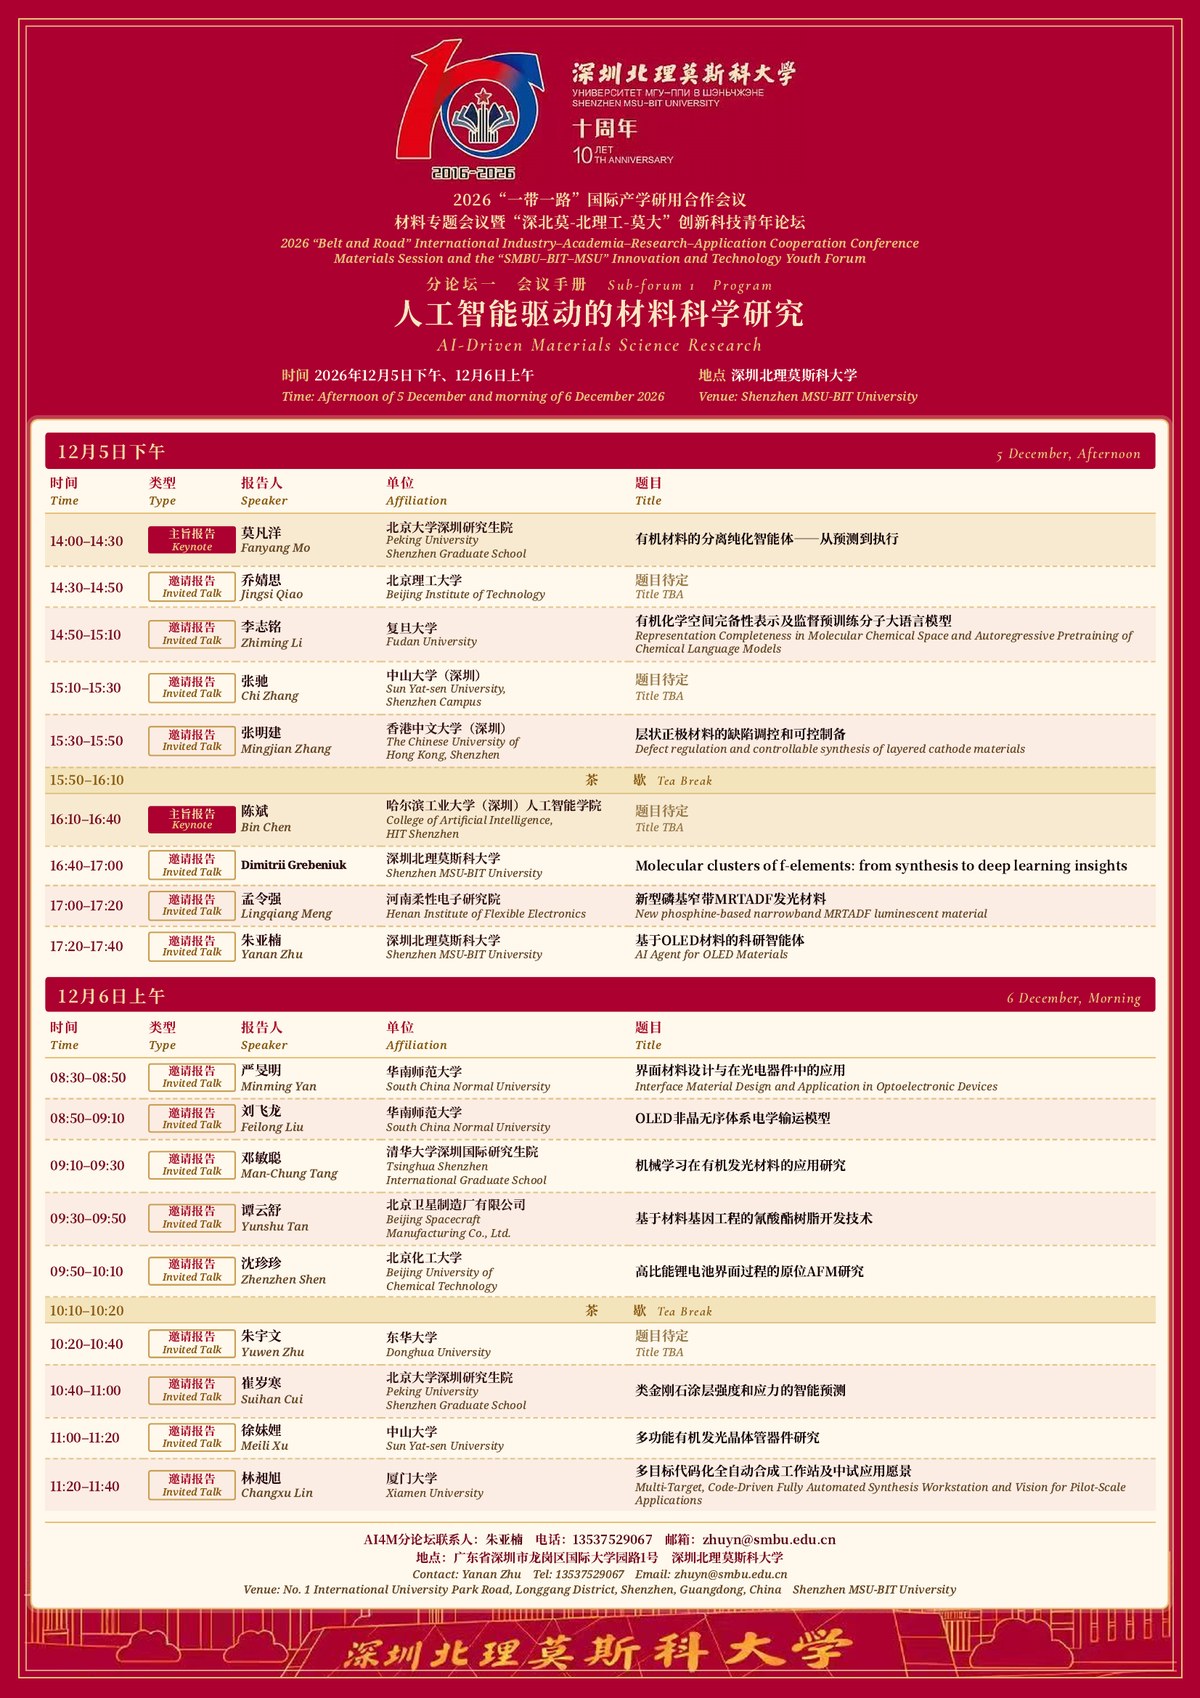 深圳北理莫斯科大学
УНИВЕРСИТЕТ МГУ-ППИ В ШЭНЬЧЖЭНЕ
SHENZHEN MSU-BIT UNIVERSITY
十周年
10 ЛЕТ
TH ANNIVERSARY
2016-2026
2026“一带一路”国际产学研用合作会议
材料专题会议暨“深北莫-北理工-莫大”创新科技青年论坛
2026 “Belt and Road” International Industry–Academia–Research–Application Cooperation Conference
Materials Session and the “SMBU–BIT–MSU” Innovation and Technology Youth Forum
分论坛一 会议手册 Sub-forum 1 Program
人工智能驱动的材料科学研究
AI-Driven Materials Science Research
时间 2026年12月5日下午、12月6日上午 地点 深圳北理莫斯科大学
Time: Afternoon of 5 December and morning of 6 December 2026 Venue: Shenzhen MSU-BIT University
12月5日下午 5 December, Afternoon
时间 类型 报告人 单位 题目
Time Type Speaker Affiliation Title
14:00–14:30
主旨报告
Keynote
莫凡洋
Fanyang Mo
北京大学深圳研究生院
Peking University
Shenzhen Graduate School
有机材料的分离纯化智能体——从预测到执行
14:30–14:50
邀请报告
Invited Talk
乔婧思
Jingsi Qiao
北京理工大学
Beijing Institute of Technology
题目待定
Title TBA
14:50–15:10
邀请报告
Invited Talk
李志铭
Zhiming Li
复旦大学
Fudan University
有机化学空间完备性表示及监督预训练分子大语言模型
Representation Completeness in Molecular Chemical Space and Autoregressive Pretraining of
Chemical Language Models
15:10–15:30
邀请报告
Invited Talk
张驰
Chi Zhang
中山大学（深圳）
Sun Yat-sen University,
Shenzhen Campus
题目待定
Title TBA
15:30–15:50
邀请报告
Invited Talk
张明建
Mingjian Zhang
香港中文大学（深圳）
The Chinese University of
Hong Kong, Shenzhen
层状正极材料的缺陷调控和可控制备
Defect regulation and controllable synthesis of layered cathode materials
15:50–16:10 茶 歇 Tea Break
16:10–16:40
主旨报告
Keynote
陈斌
Bin Chen
哈尔滨工业大学（深圳）人工智能学院
College of Artificial Intelligence,
HIT Shenzhen
题目待定
Title TBA
16:40–17:00
邀请报告
Invited Talk
Dimitrii Grebeniuk
深圳北理莫斯科大学
Shenzhen MSU-BIT University
Molecular clusters of f-elements: from synthesis to deep learning insights
17:00–17:20
邀请报告
Invited Talk
孟令强
Lingqiang Meng
河南柔性电子研究院
Henan Institute of Flexible Electronics
新型磷基窄带MRTADF发光材料
New phosphine-based narrowband MRTADF luminescent material
17:20–17:40
邀请报告
Invited Talk
朱亚楠
Yanan Zhu
深圳北理莫斯科大学
Shenzhen MSU-BIT University
基于OLED材料的科研智能体
AI Agent for OLED Materials
12月6日上午 6 December, Morning
时间 类型 报告人 单位 题目
Time Type Speaker Affiliation Title
08:30–08:50
邀请报告
Invited Talk
严旻明
Minming Yan
华南师范大学
South China Normal University
界面材料设计与在光电器件中的应用
Interface Material Design and Application in Optoelectronic Devices
08:50–09:10
邀请报告
Invited Talk
刘飞龙
Feilong Liu
华南师范大学
South China Normal University
OLED非晶无序体系电学输运模型
09:10–09:30
邀请报告
Invited Talk
邓敏聪
Man-Chung Tang
清华大学深圳国际研究生院
Tsinghua Shenzhen
International Graduate School
机械学习在有机发光材料的应用研究
09:30–09:50
邀请报告
Invited Talk
谭云舒
Yunshu Tan
北京卫星制造厂有限公司
Beijing Spacecraft
Manufacturing Co., Ltd.
基于材料基因工程的氰酸酯树脂开发技术
09:50–10:10
邀请报告
Invited Talk
沈珍珍
Zhenzhen Shen
北京化工大学
Beijing University of
Chemical Technology
高比能锂电池界面过程的原位AFM研究
10:10–10:20 茶 歇 Tea Break
10:20–10:40
邀请报告
Invited Talk
朱宇文
Yuwen Zhu
东华大学
Donghua University
题目待定
Title TBA
10:40–11:00
邀请报告
Invited Talk
崔岁寒
Suihan Cui
北京大学深圳研究生院
Peking University
Shenzhen Graduate School
类金刚石涂层强度和应力的智能预测
11:00–11:20
邀请报告
Invited Talk
徐妹娌
Meili Xu
中山大学
Sun Yat-sen University
多功能有机发光晶体管器件研究
11:20–11:40
邀请报告
Invited Talk
林昶旭
Changxu Lin
厦门大学
Xiamen University
多目标代码化全自动合成工作站及中试应用愿景
Multi-Target, Code-Driven Fully Automated Synthesis Workstation and Vision for Pilot-Scale
Applications
AI4M分论坛联系人：朱亚楠 电话：13537529067 邮箱：zhuyn@smbu.edu.cn
地点：广东省深圳市龙岗区国际大学园路1号 深圳北理莫斯科大学
Contact: Yanan Zhu Tel: 13537529067 Email: zhuyn@smbu.edu.cn
Venue: No. 1 International University Park Road, Longgang District, Shenzhen, Guangdong, China Shenzhen MSU-BIT University
深圳北理莫斯科大学